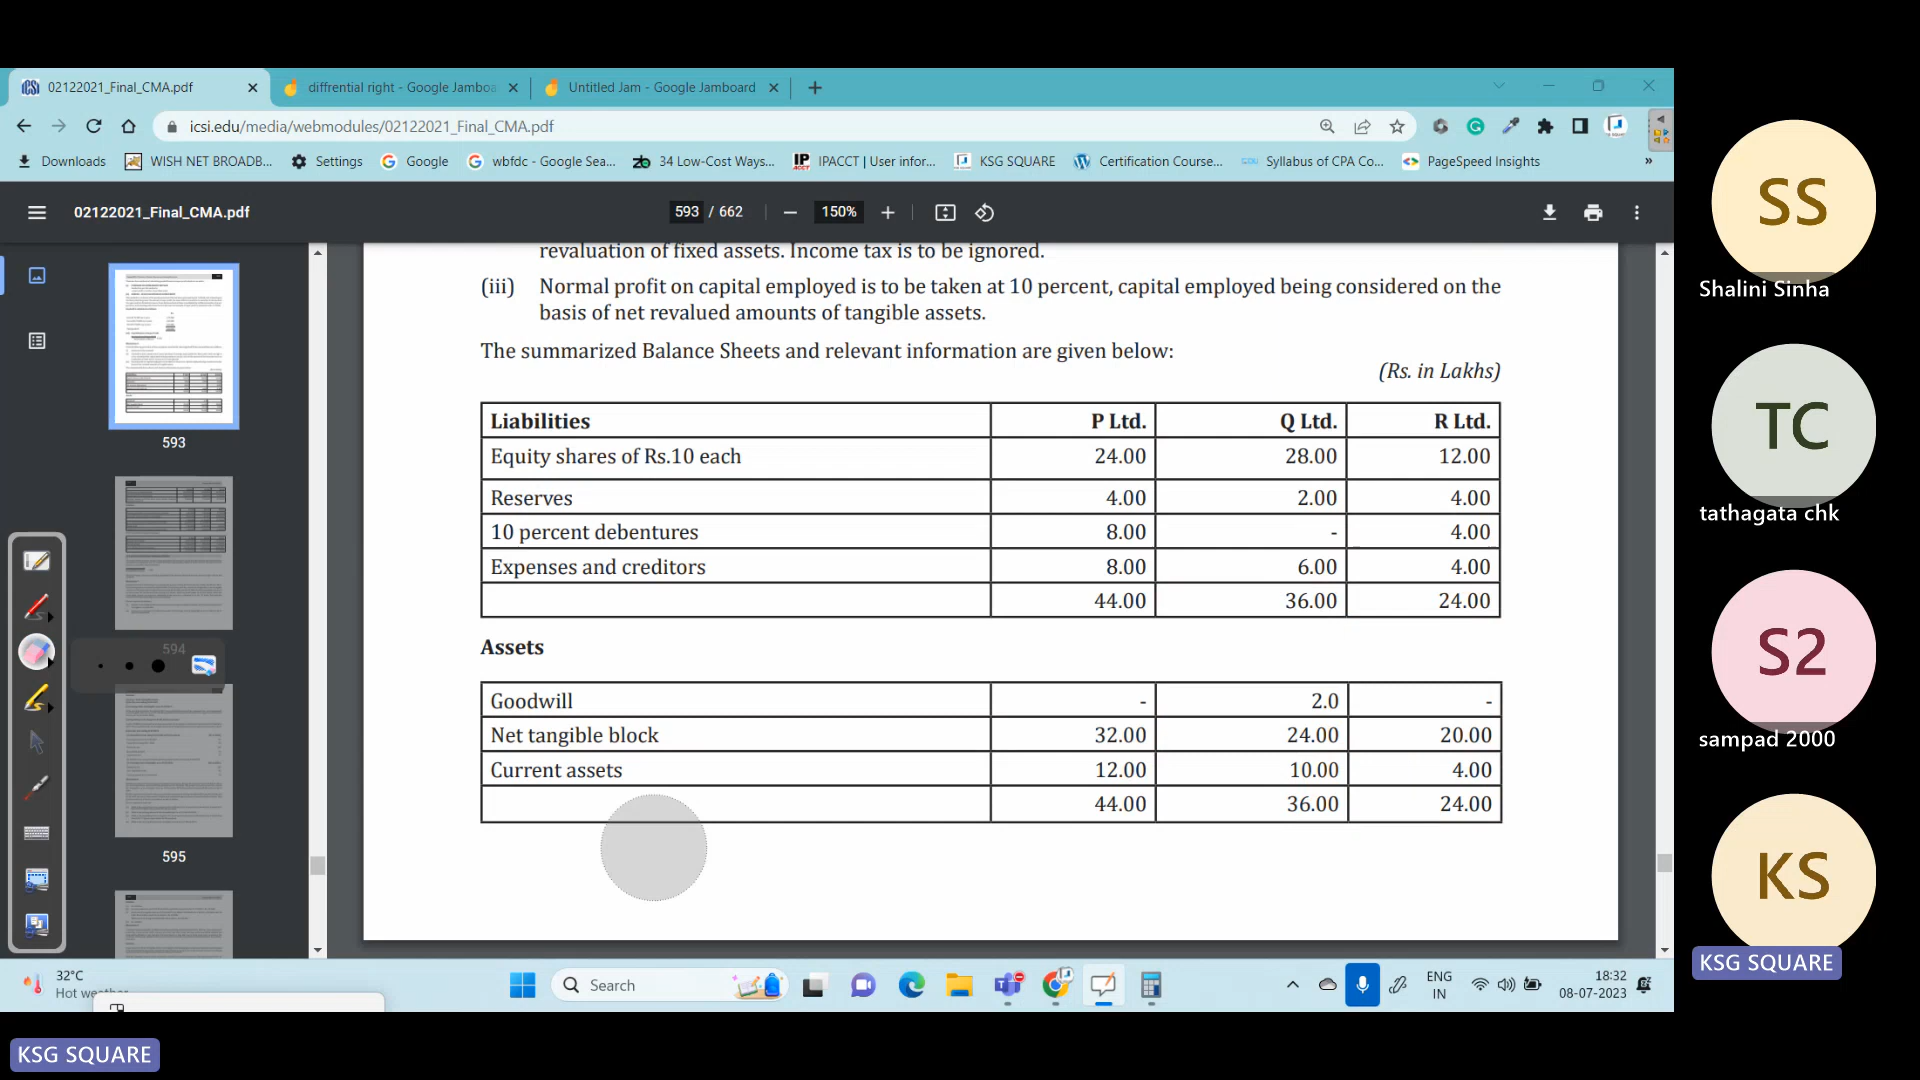 02122021_Final_CMA.pdf
diffrential right - Google Jamboa
Untitled Jam - Google Jamboard
icsi.edu/media/webmodules/02122021_Final_CMA.pdf
Downloads WISH NET BROADB... Settings Google wbfdc - Google Sea... 34 Low-Cost Ways... IPACCT | User infor... KSG SQUARE Certification Course... Syllabus of CPA Co... PageSpeed Insights »
02122021_Final_CMA.pdf 593 / 662 150%
revaluation of fixed assets. Income tax is to be ignored.
(iii) Normal profit on capital employed is to be taken at 10 percent, capital employed being considered on the
basis of net revalued amounts of tangible assets.
The summarized Balance Sheets and relevant information are given below:
(Rs. in Lakhs)
Liabilities P Ltd. Q Ltd. R Ltd.
Equity shares of Rs.10 each 24.00 28.00 12.00
Reserves 4.00 2.00 4.00
10 percent debentures 8.00 - 4.00
Expenses and creditors 8.00 6.00 4.00
44.00 36.00 24.00
Assets
Goodwill - 2.0 -
Net tangible block 32.00 24.00 20.00
Current assets 12.00 10.00 4.00
44.00 36.00 24.00
593
594
595
32°C
Hot weather
Search
ENG
IN
18:32
08-07-2023
SS
Shalini Sinha
TC
tathagata chk
S2
sampad 2000
KS
KSG SQUARE
KSG SQUARE